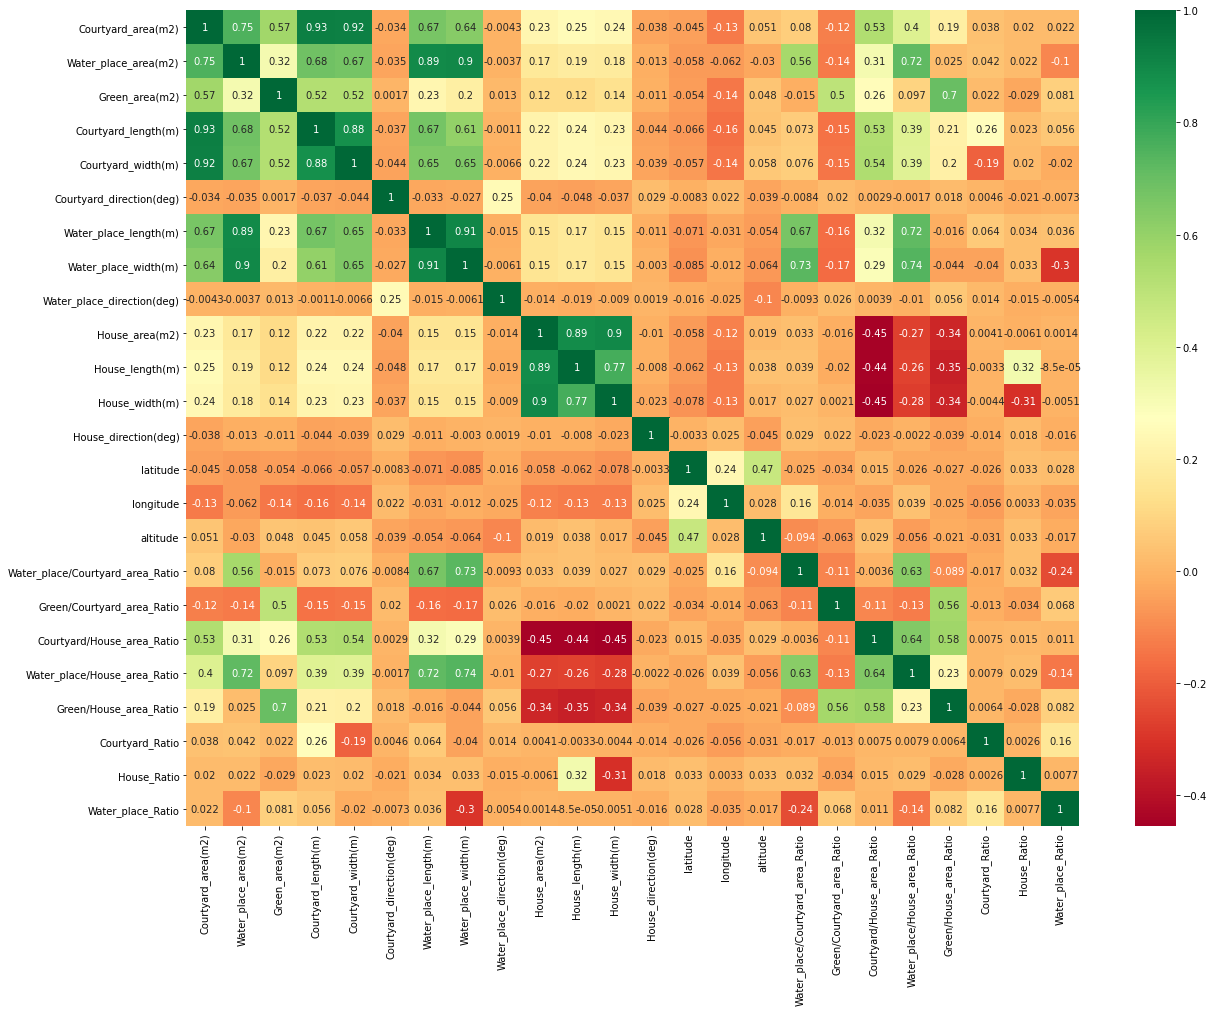 Courtyard_area(m2) 1 0.75 0.57 0.93 0.92 -0.034 0.67 0.64 -0.0043 0.23 0.25 0.24 -0.038 -0.045 -0.13 0.051 0.08 -0.12 0.53 0.4 0.19 0.038 0.02 0.022
Water_place_area(m2) 0.75 1 0.32 0.68 0.67 -0.035 0.89 0.9 -0.0037 0.17 0.19 0.18 -0.013 -0.058 -0.062 -0.03 0.56 -0.14 0.31 0.72 0.025 0.042 0.022 -0.1
Green_area(m2) 0.57 0.32 1 0.52 0.52 0.0017 0.23 0.2 0.013 0.12 0.12 0.14 -0.011 -0.054 -0.14 0.048 -0.015 0.5 0.26 0.097 0.7 0.022 -0.029 0.081
Courtyard_length(m) 0.93 0.68 0.52 1 0.88 -0.037 0.67 0.61 -0.0011 0.22 0.24 0.23 -0.044 -0.066 -0.16 0.045 0.073 -0.15 0.53 0.39 0.21 0.26 0.023 0.056
Courtyard_width(m) 0.92 0.67 0.52 0.88 1 -0.044 0.65 0.65 -0.0066 0.22 0.24 0.23 -0.039 -0.057 -0.14 0.058 0.076 -0.15 0.54 0.39 0.2 -0.19 0.02 -0.02
Courtyard_direction(deg) -0.034 -0.035 0.0017 -0.037 -0.044 1 -0.033 -0.027 0.25 -0.04 -0.048 -0.037 0.029 -0.0083 0.022 -0.039 -0.0084 0.02 0.0029 -0.0017 0.018 0.0046 -0.021 -0.0073
Water_place_length(m) 0.67 0.89 0.23 0.67 0.65 -0.033 1 0.91 -0.015 0.15 0.17 0.15 -0.011 -0.071 -0.031 -0.054 0.67 -0.16 0.32 0.72 -0.016 0.064 0.034 0.036
Water_place_width(m) 0.64 0.9 0.2 0.61 0.65 -0.027 0.91 1 -0.0061 0.15 0.17 0.15 -0.003 -0.085 -0.012 -0.064 0.73 -0.17 0.29 0.74 -0.044 -0.04 0.033 -0.3
Water_place_direction(deg) -0.0043 -0.0037 0.013 -0.0011 -0.0066 0.25 -0.015 -0.0061 1 -0.014 -0.019 -0.009 0.0019 -0.016 -0.025 -0.1 -0.0093 0.026 0.0039 -0.01 0.056 0.014 -0.015 -0.0054
House_area(m2) 0.23 0.17 0.12 0.22 0.22 -0.04 0.15 0.15 -0.014 1 0.89 0.9 -0.01 -0.058 -0.12 0.019 0.033 -0.016 -0.45 -0.27 -0.34 0.0041 -0.0061 0.0014
House_length(m) 0.25 0.19 0.12 0.24 0.24 -0.048 0.17 0.17 -0.019 0.89 1 0.77 -0.008 -0.062 -0.13 0.038 0.039 -0.02 -0.44 -0.26 -0.35 -0.0033 0.32 -8.5e-05
House_width(m) 0.24 0.18 0.14 0.23 0.23 -0.037 0.15 0.15 -0.009 0.9 0.77 1 -0.023 -0.078 -0.13 0.017 0.027 0.0021 -0.45 -0.28 -0.34 -0.0044 -0.31 -0.0051
House_direction(deg) -0.038 -0.013 -0.011 -0.044 -0.039 0.029 -0.011 -0.003 0.0019 -0.01 -0.008 -0.023 1 -0.0033 0.025 -0.045 0.029 0.022 -0.023 -0.0022 -0.039 -0.014 0.018 -0.016
latitude -0.045 -0.058 -0.054 -0.066 -0.057 -0.0083 -0.071 -0.085 -0.016 -0.058 -0.062 -0.078 -0.0033 1 0.24 0.47 -0.025 -0.034 0.015 -0.026 -0.027 -0.026 0.033 0.028
longitude -0.13 -0.062 -0.14 -0.16 -0.14 0.022 -0.031 -0.012 -0.025 -0.12 -0.13 -0.13 0.025 0.24 1 0.028 0.16 -0.014 -0.035 0.039 -0.025 -0.056 0.0033 -0.035
altitude 0.051 -0.03 0.048 0.045 0.058 -0.039 -0.054 -0.064 -0.1 0.019 0.038 0.017 -0.045 0.47 0.028 1 -0.094 -0.063 0.029 -0.056 -0.021 -0.031 0.033 -0.017
Water_place/Courtyard_area_Ratio 0.08 0.56 -0.015 0.073 0.076 -0.0084 0.67 0.73 -0.0093 0.033 0.039 0.027 0.029 -0.025 0.16 -0.094 1 -0.11 -0.0036 0.63 -0.089 -0.017 0.032 -0.24
Green/Courtyard_area_Ratio -0.12 -0.14 0.5 -0.15 -0.15 0.02 -0.16 -0.17 0.026 -0.016 -0.02 0.0021 0.022 -0.034 -0.014 -0.063 -0.11 1 -0.11 -0.13 0.56 -0.013 -0.034 0.068
Courtyard/House_area_Ratio 0.53 0.31 0.26 0.53 0.54 0.0029 0.32 0.29 0.0039 -0.45 -0.44 -0.45 -0.023 0.015 -0.035 0.029 -0.0036 -0.11 1 0.64 0.58 0.0075 0.015 0.011
Water_place/House_area_Ratio 0.4 0.72 0.097 0.39 0.39 -0.0017 0.72 0.74 -0.01 -0.27 -0.26 -0.28 -0.0022 -0.026 0.039 -0.056 0.63 -0.13 0.64 1 0.23 0.0079 0.029 -0.14
Green/House_area_Ratio 0.19 0.025 0.7 0.21 0.2 0.018 -0.016 -0.044 0.056 -0.34 -0.35 -0.34 -0.039 -0.027 -0.025 -0.021 -0.089 0.56 0.58 0.23 1 0.0064 -0.028 0.082
Courtyard_Ratio 0.038 0.042 0.022 0.26 -0.19 0.0046 0.064 -0.04 0.014 0.0041 -0.0033 -0.0044 -0.014 -0.026 -0.056 -0.031 -0.017 -0.013 0.0075 0.0079 0.0064 1 0.0026 0.16
House_Ratio 0.02 0.022 -0.029 0.023 0.02 -0.021 0.034 0.033 -0.015 -0.0061 0.32 -0.31 0.018 0.033 0.0033 0.033 0.032 -0.034 0.015 0.029 -0.028 0.0026 1 0.0077
Water_place_Ratio 0.022 -0.1 0.081 0.056 -0.02 -0.0073 0.036 -0.3 -0.0054 0.0014 -8.5e-05 -0.0051 -0.016 0.028 -0.035 -0.017 -0.24 0.068 0.011 -0.14 0.082 0.16 0.0077 1
Courtyard_area(m2)
Water_place_area(m2)
Green_area(m2)
Courtyard_length(m)
Courtyard_width(m)
Courtyard_direction(deg)
Water_place_length(m)
Water_place_width(m)
Water_place_direction(deg)
House_area(m2)
House_length(m)
House_width(m)
House_direction(deg)
latitude
longitude
altitude
Water_place/Courtyard_area_Ratio
Green/Courtyard_area_Ratio
Courtyard/House_area_Ratio
Water_place/House_area_Ratio
Green/House_area_Ratio
Courtyard_Ratio
House_Ratio
Water_place_Ratio
1.0
0.8
0.6
0.4
0.2
0.0
−0.2
−0.4